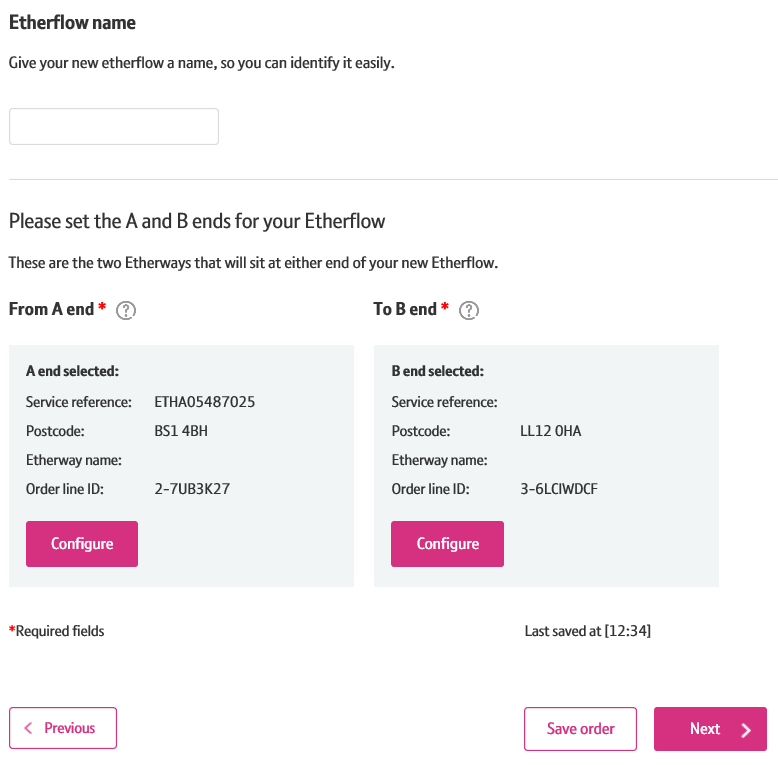 Etherflow name
Give your new etherflow a name, so you can identify it easily.
Please set the A and B ends for your Etherflow
These are the two Etherways that will sit at either end of your new Etherflow.
From A end * ?
To B end * ?
A end selected:
Service reference: ETHA05487025
Postcode: BS1 4BH
Etherway name:
Order line ID: 2-7UB3K27
Configure
B end selected:
Service reference:
Postcode: LL12 0HA
Etherway name:
Order line ID: 3-6LCIWDCF
Configure
*Required fields
Last saved at [12:34]
Previous
Save order
Next